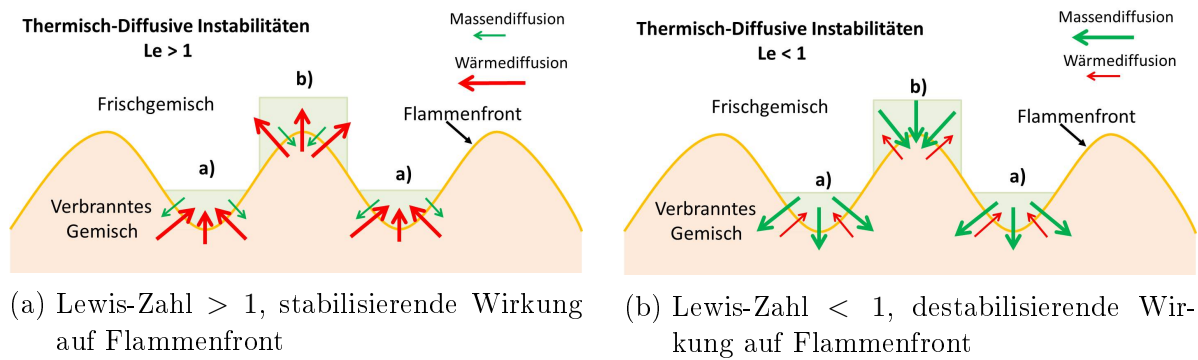 Thermisch-Diffusive Instabilitäten
Le > 1
Massendiffusion
Wärmediffusion
b)
Frischgemisch
Flammenfront
a)
a)
Verbranntes
Gemisch
(a) Lewis-Zahl > 1, stabilisierende Wirkung
auf Flammenfront
Thermisch-Diffusive Instabilitäten
Le < 1
Massendiffusion
Wärmediffusion
b)
Frischgemisch
Flammenfront
a)
a)
Verbranntes
Gemisch
(b) Lewis-Zahl < 1, destabilisierende Wir-
kung auf Flammenfront